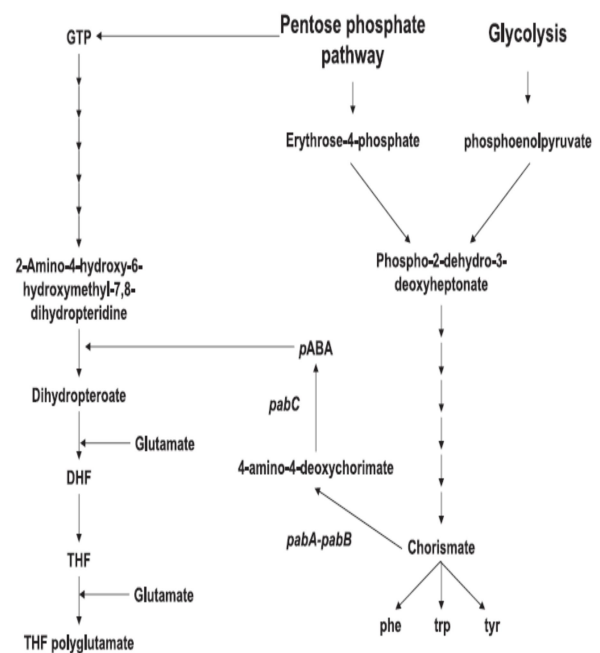 Pentose phosphate
pathway
Glycolysis
GTP
Erythrose-4-phosphate
phosphoenolpyruvate
2-Amino-4-hydroxy-6-
hydroxymethyl-7,8-
dihydropteridine
Phospho-2-dehydro-3-
deoxyheptonate
pABA
Dihydropteroate
pabC
Glutamate
4-amino-4-deoxychorimate
DHF
pabA-pabB
Chorismate
THF
Glutamate
phe
trp
tyr
THF polyglutamate